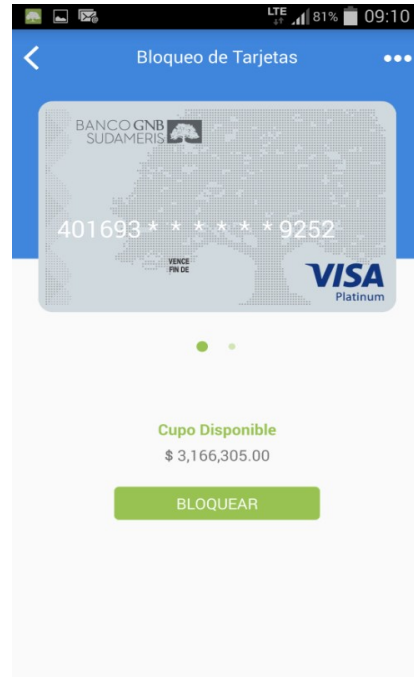 LTE 81% 09:10
Bloqueo de Tarjetas
BANCO GNB
SUDAMERIS
401693 * * * * * * 9252
VENCE
FIN DE
VISA
Platinum
Cupo Disponible
$ 3,166,305.00
BLOQUEAR